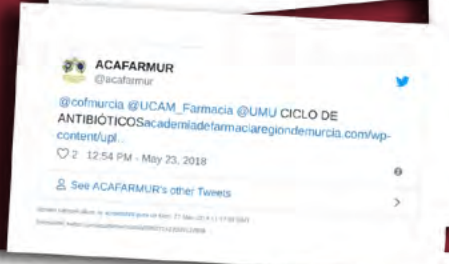 ACAFARMUR
@acafarmur
@cofmurcia @UCAM_Farmacia @UMU CICLO DE
ANTIBIÓTICOSacademiadefarmaciaregiondemurcia.com/wp-
content/upl...
2 12:54 PM - May 23, 2018
See ACAFARMUR's other Tweets